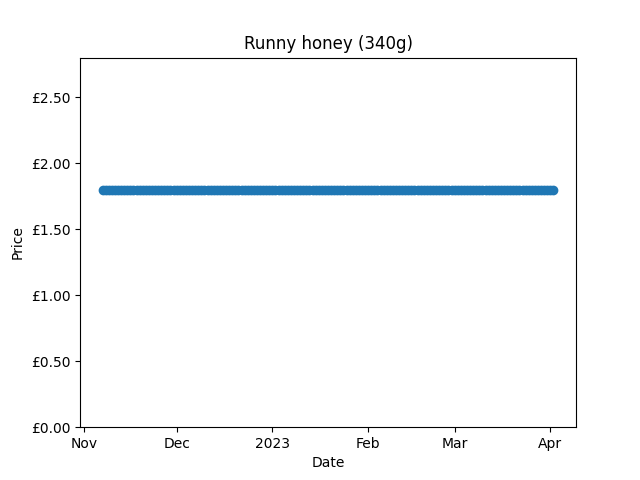 Runny honey (340g)
£2.50
£2.00
£1.50
£1.00
£0.50
£0.00
Price
Nov Dec 2023 Feb Mar Apr
Date